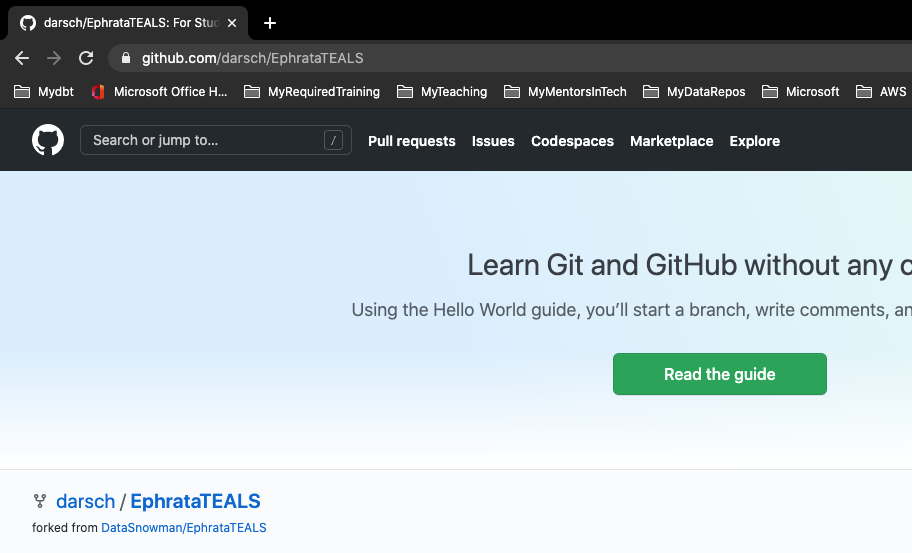 darsch/EphrataTEALS: For Stud
github.com/darsch/EphrataTEALS
Mydbt Microsoft Office H... MyRequiredTraining MyTeaching MyMentorsInTech MyDataRepos Microsoft AWS
Search or jump to... / Pull requests Issues Codespaces Marketplace Explore
Learn Git and GitHub without any c
Using the Hello World guide, you’ll start a branch, write comments, an
Read the guide
darsch / EphrataTEALS
forked from DataSnowman/EphrataTEALS